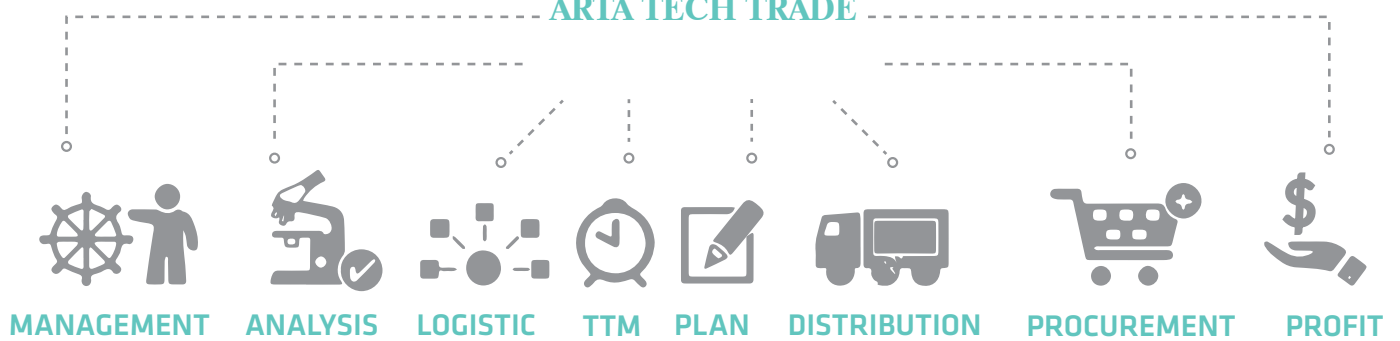 ARTA TECH TRADE
MANAGEMENT ANALYSIS LOGISTIC TTM PLAN DISTRIBUTION PROCUREMENT PROFIT